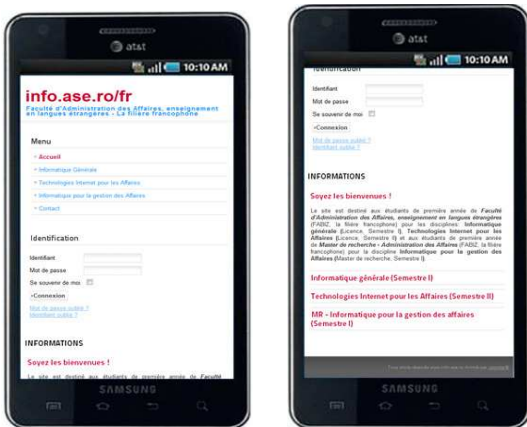 at&t
10:10 AM
info.ase.ro/fr
Faculté d'Administration des Affaires, enseignement
en langues étrangères - La filière francophone
Menu
Accueil
Informatique Générale
Technologies Internet pour les Affaires
Informatique pour la gestion des affaires
Contact
Identification
Identifiant
Mot de passe
Se souvenir de moi
Connexion
Mot de passe oublié ?
Identifiant oublié ?
INFORMATIONS
Soyez les bienvenues !
Le site est destiné aux étudiants de première année de Faculté
SAMSUNG
at&t
10:10 AM
Identification
Identifiant
Mot de passe
Se souvenir de moi
Connexion
Mot de passe oublié ?
Identifiant oublié ?
INFORMATIONS
Soyez les bienvenues !
Le site est destiné aux étudiants de première année de Faculté
d'Administration des Affaires, enseignement en langues étrangères
(FABIZ, la filière francophone) pour les disciplines: Informatique
générale (Licence, Semestre I), Technologies Internet pour les
Affaires (Licence, Semestre II) et aux étudiants de première année
de Master de recherche - Administration des Affaires (FABIZ, la filière
francophone) pour la discipline Informatique pour la gestion des
Affaires (Master de recherche, Semestre I).
Informatique générale (Semestre I)
Technologies Internet pour les Affaires (Semestre II)
MR - Informatique pour la gestion des affaires
(Semestre I)
SAMSUNG